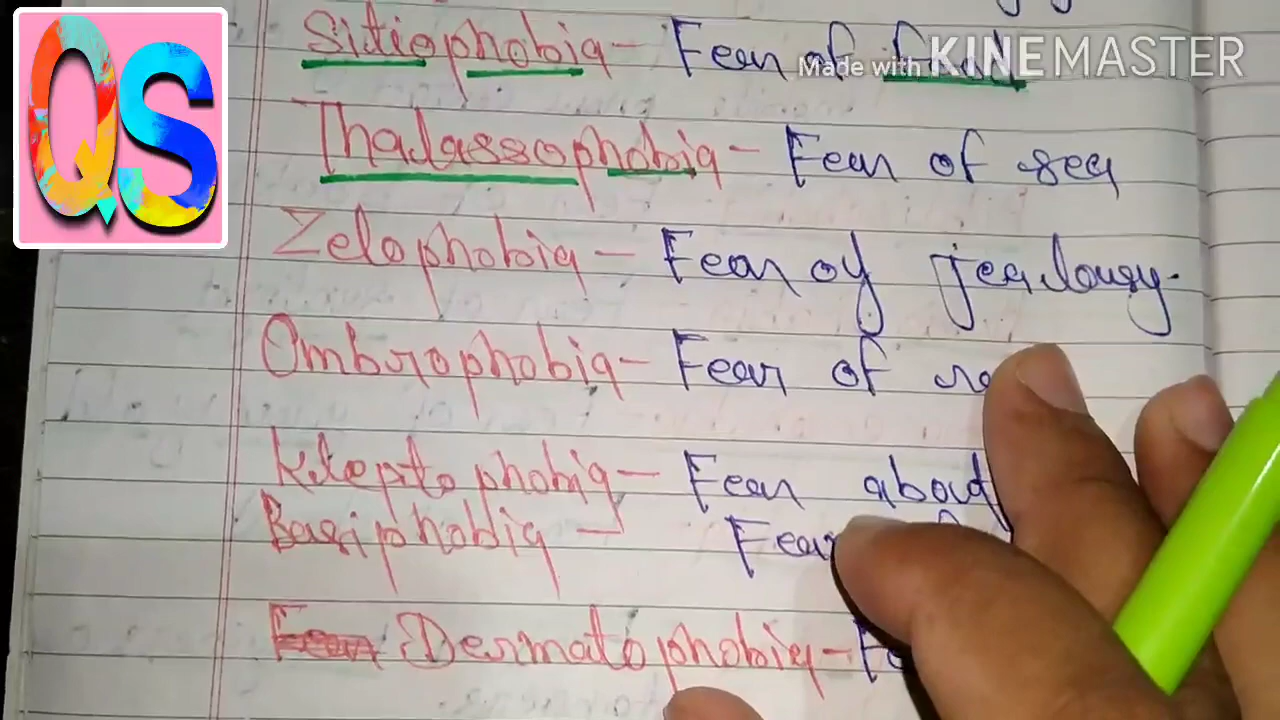 QS
Sitiophobia - Fear of food
Made with KINEMASTER
Thalassophobia - Fear of sea
Zelophobia - Fear of jealousy.
Ombrophobia - Fear of
Kleptophobia - Fear about
Basiphobia - Fear
Dermatophobia -